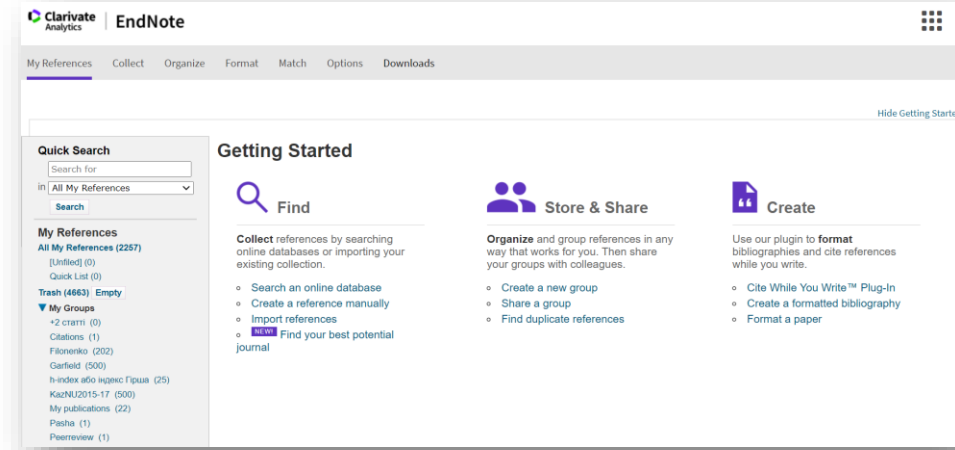 Clarivate
Analytics
EndNote
My References Collect Organize Format Match Options Downloads
Hide Getting Starte
Quick Search
Search for
in All My References
Search
My References
All My References (2257)
[Unfiled] (0)
Quick List (0)
Trash (4663) Empty
My Groups
+2 статті (0)
Citations (1)
Filonenko (202)
Garfield (500)
h-index або індекс Гірша (25)
KazNU2015-17 (500)
My publications (22)
Pasha (1)
Peerreview (1)
Getting Started
Find
Collect references by searching
online databases or importing your
existing collection.
Search an online database
Create a reference manually
Import references
NEW! Find your best potential
journal
Store & Share
Organize and group references in any
way that works for you. Then share
your groups with colleagues.
Create a new group
Share a group
Find duplicate references
Create
Use our plugin to format
bibliographies and cite references
while you write.
Cite While You Write™ Plug-In
Create a formatted bibliography
Format a paper